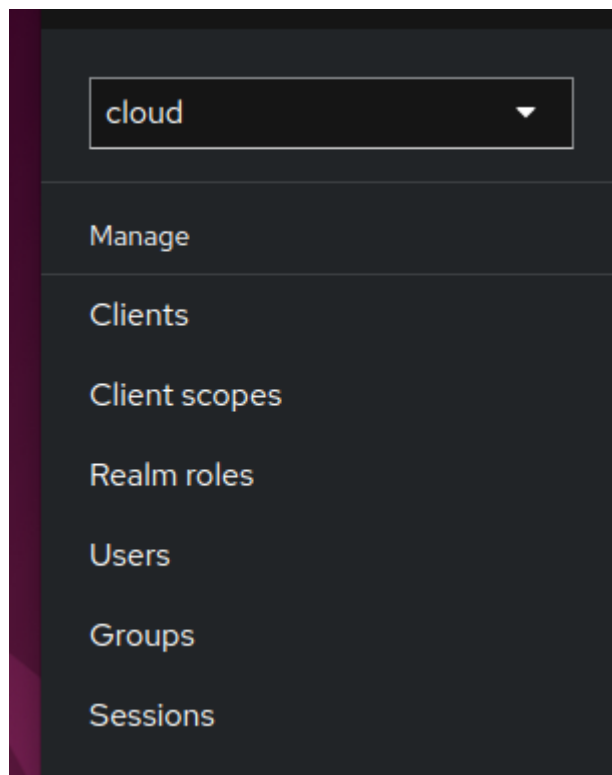 cloud
Manage
Clients
Client scopes
Realm roles
Users
Groups
Sessions